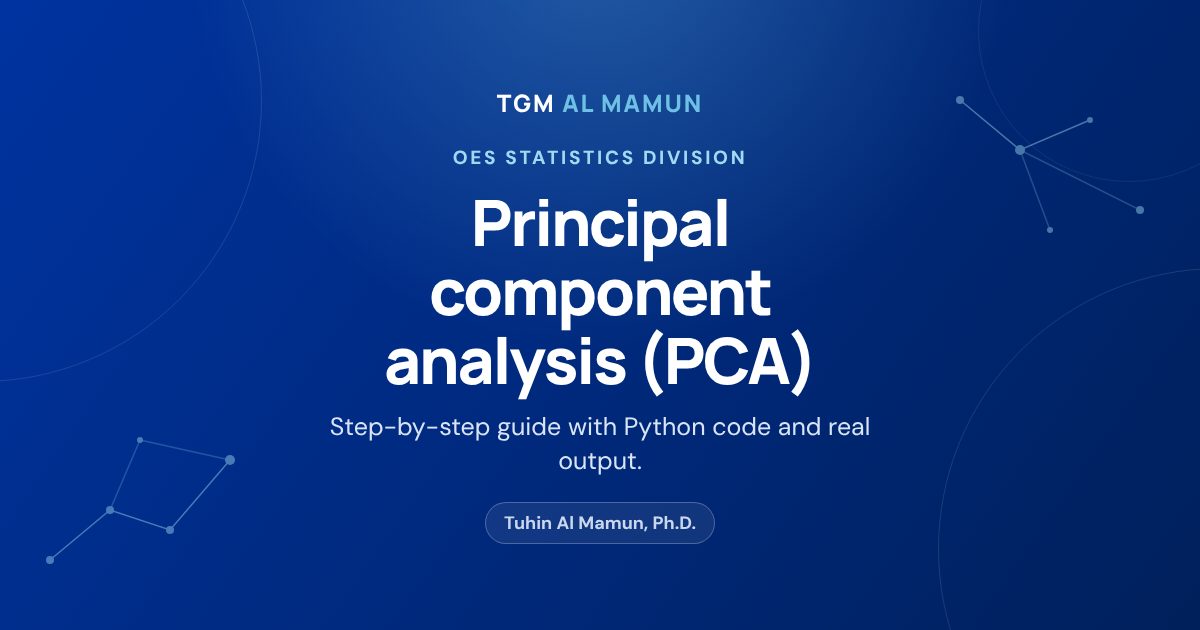 TGM AL MAMUN
OES STATISTICS DIVISION
Principal
component
analysis (PCA)
Step-by-step guide with Python code and real
output.
Tuhin Al Mamun, Ph.D.